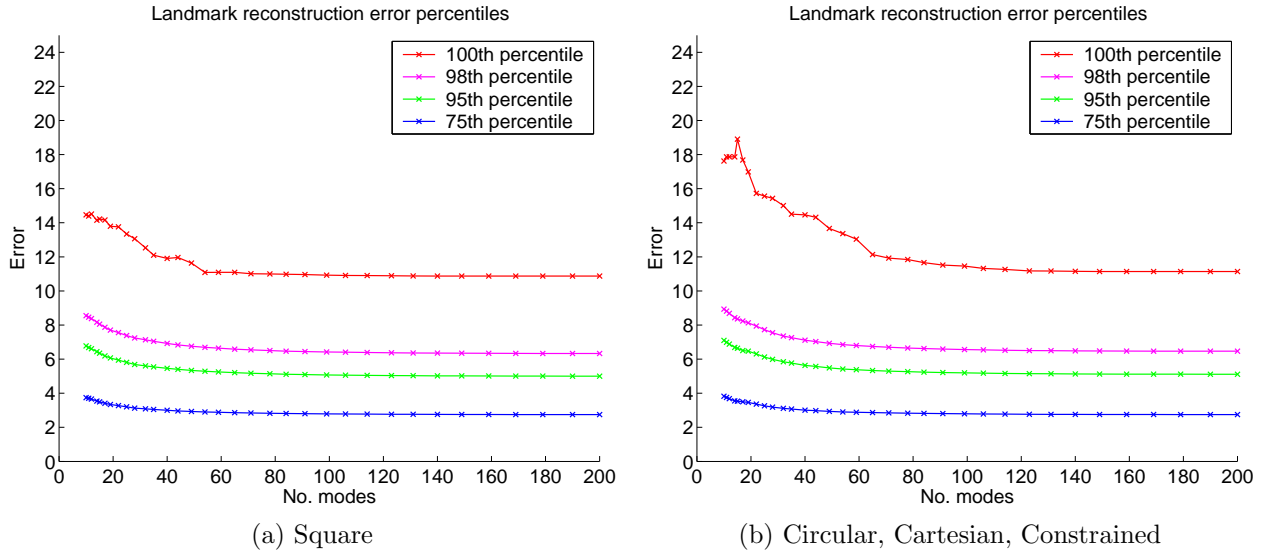 Landmark reconstruction error percentiles
24
22
20
18
16
14
12
10
8
6
4
2
0
Error
100th percentile
98th percentile
95th percentile
75th percentile
0 20 40 60 80 100 120 140 160 180 200
No. modes
(a) Square
Landmark reconstruction error percentiles
24
22
20
18
16
14
12
10
8
6
4
2
0
Error
100th percentile
98th percentile
95th percentile
75th percentile
0 20 40 60 80 100 120 140 160 180 200
No. modes
(b) Circular, Cartesian, Constrained